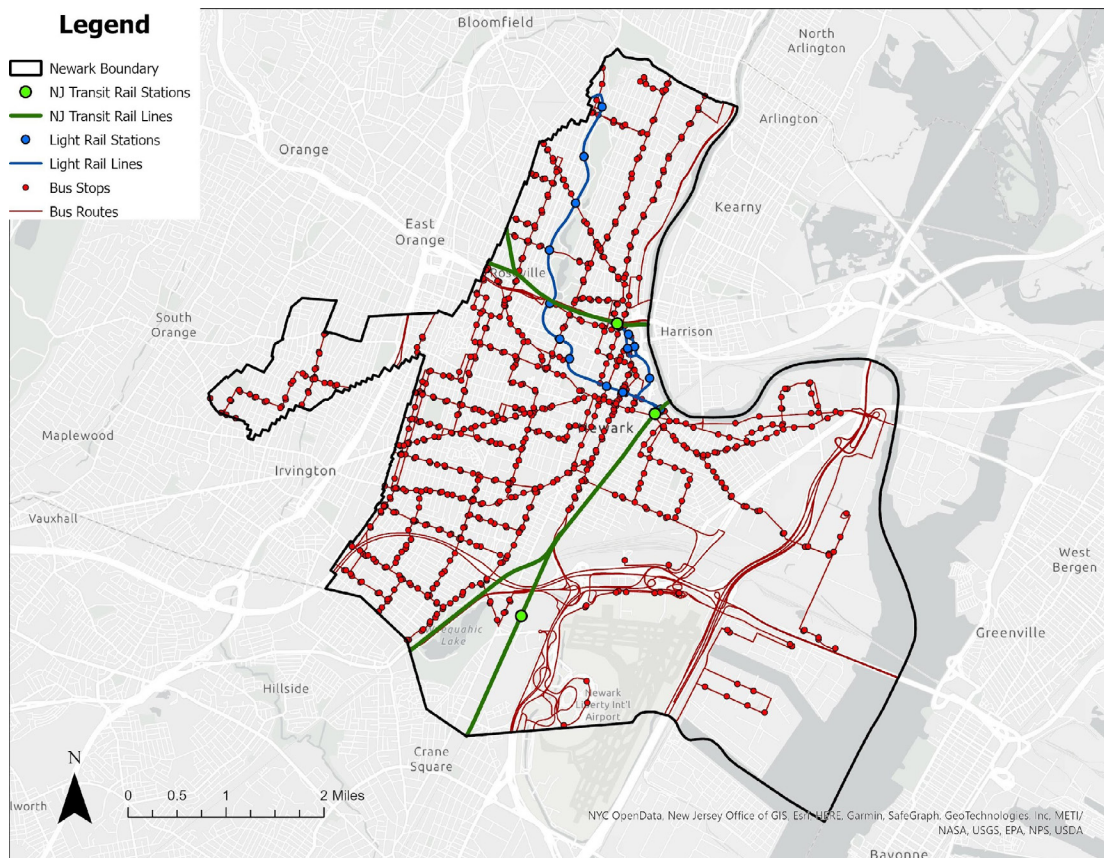 Legend
Newark Boundary
NJ Transit Rail Stations
NJ Transit Rail Lines
Light Rail Stations
Light Rail Lines
Bus Stops
Bus Routes
Bloomfield
North
Arlington
Arlington
Orange
Kearny
East
Orange
Roseville
South
Orange
Harrison
Maplewood
Newark
Irvington
Vauxhall
West
Bergen
Greenville
Lake
Hillside
Newark
Liberty Int'l
Airport
Crane
Square
N
0 0.5 1 2 Miles
lworth
NYC OpenData, New Jersey Office of GIS, Esri, HERE, Garmin, SafeGraph, GeoTechnologies, Inc, METI/
NASA, USGS, EPA, NPS, USDA
Bayonne